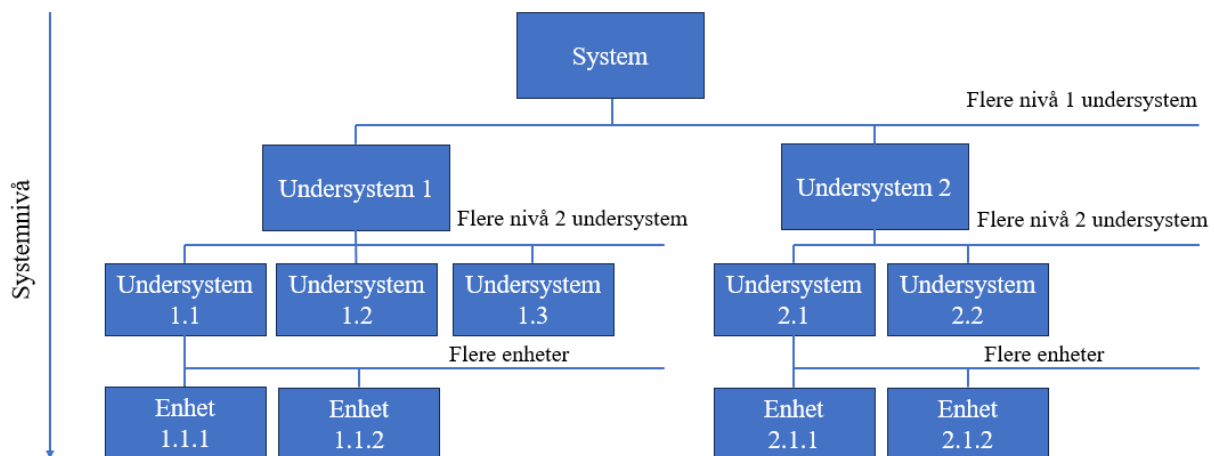 System
Flere nivå 1 undersystem
Undersystem 1
Undersystem 2
Flere nivå 2 undersystem
Flere nivå 2 undersystem
Systemnivå
Undersystem
1.1
Undersystem
1.2
Undersystem
1.3
Undersystem
2.1
Undersystem
2.2
Flere enheter
Flere enheter
Enhet
1.1.1
Enhet
1.1.2
Enhet
2.1.1
Enhet
2.1.2